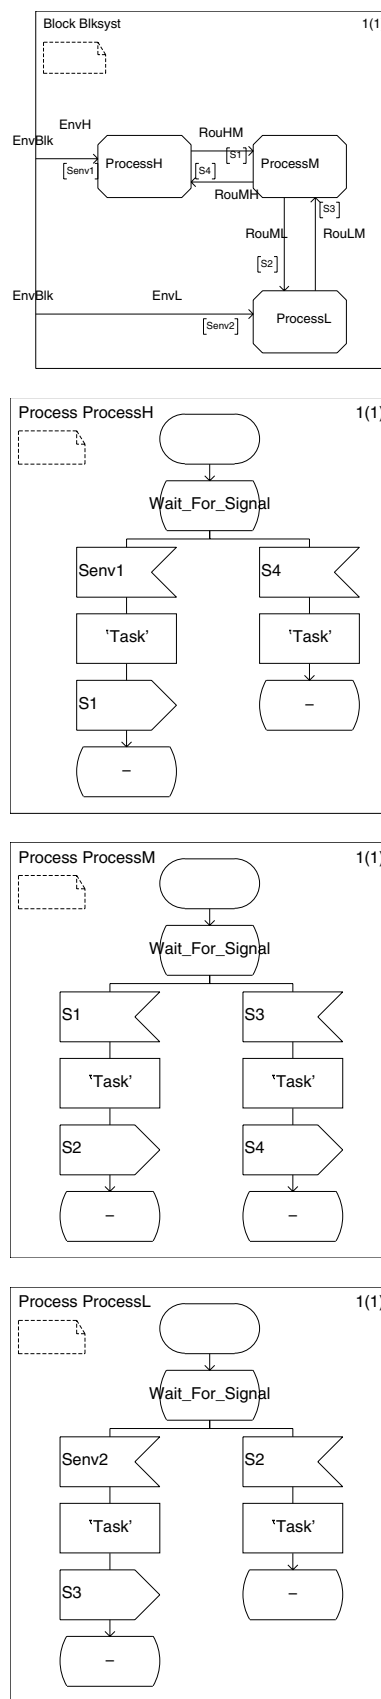 Block Blksyst 1(1
EnvH RouHM
EnvBlk [S1]
[Senv1] ProcessH [S4] ProcessM
RouMH [S3]
RouML RouLM
[S2]
EnvBlk EnvL
ProcessL
[Senv2]
Process ProcessH 1(1)
Wait_For_Signal
Senv1 S4
'Task' 'Task'
S1 –
–
Process ProcessM 1(1)
Wait_For_Signal
S1 S3
'Task' 'Task'
S2 S4
– –
Process ProcessL 1(1)
Wait_For_Signal
Senv2 S2
'Task' 'Task'
S3 –
–